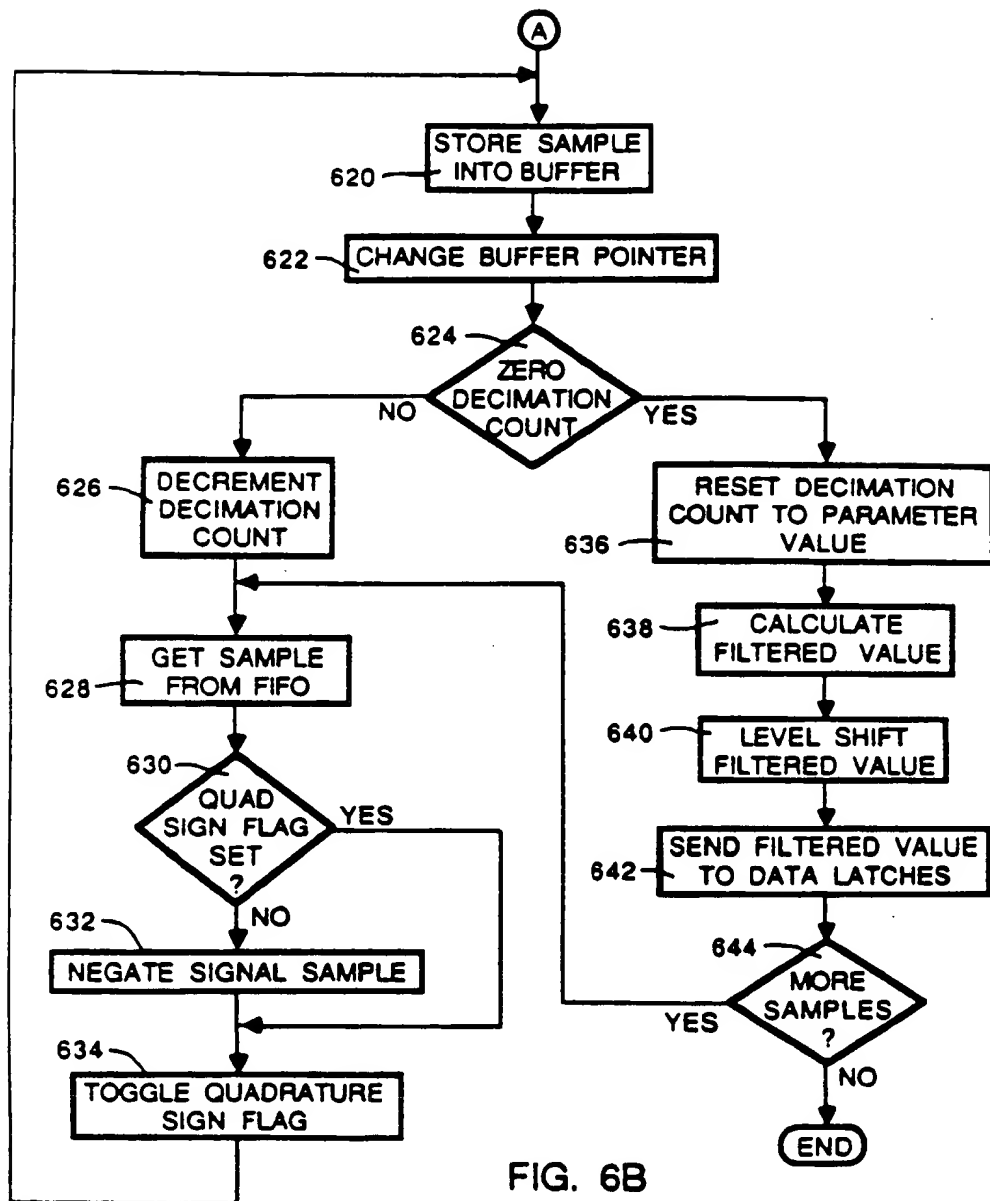 A
STORE SAMPLE
INTO BUFFER
620
CHANGE BUFFER POINTER
622
624
ZERO
DECIMATION
COUNT
NO
YES
DECREMENT
DECIMATION
COUNT
626
RESET DECIMATION
COUNT TO PARAMETER
VALUE
636
GET SAMPLE
FROM FIFO
628
CALCULATE
FILTERED VALUE
638
630
QUAD
SIGN FLAG
SET
?
YES
NO
LEVEL SHIFT
FILTERED VALUE
640
SEND FILTERED VALUE
TO DATA LATCHES
642
632
NEGATE SIGNAL SAMPLE
644
MORE
SAMPLES
?
YES
NO
634
TOGGLE QUADRATURE
SIGN FLAG
END
FIG. 6B